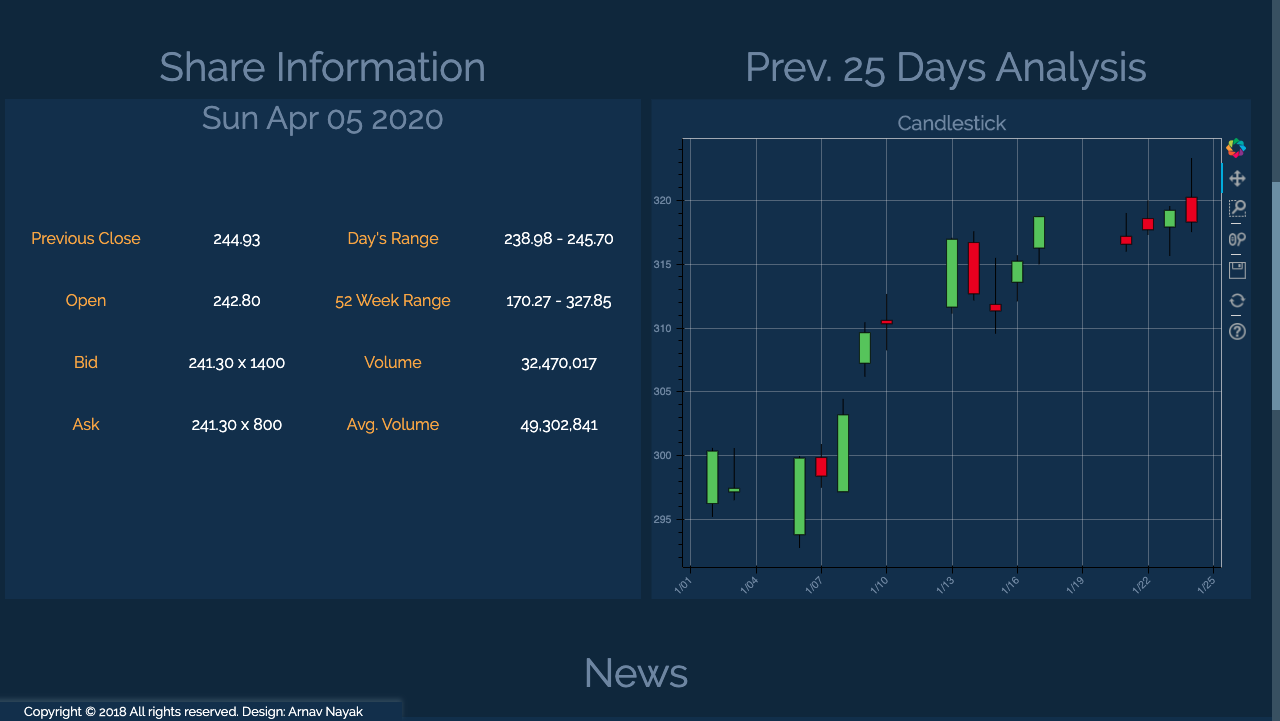 Share Information
Sun Apr 05 2020
Previous Close 244.93 Day's Range 238.98 - 245.70
Open 242.80 52 Week Range 170.27 - 327.85
Bid 241.30 x 1400 Volume 32,470,017
Ask 241.30 x 800 Avg. Volume 49,302,841
Prev. 25 Days Analysis
Candlestick
320
315
310
305
300
295
1/01 1/04 1/07 1/10 1/13 1/16 1/19 1/22 1/25
News
Copyright © 2018 All rights reserved. Design: Arnav Nayak